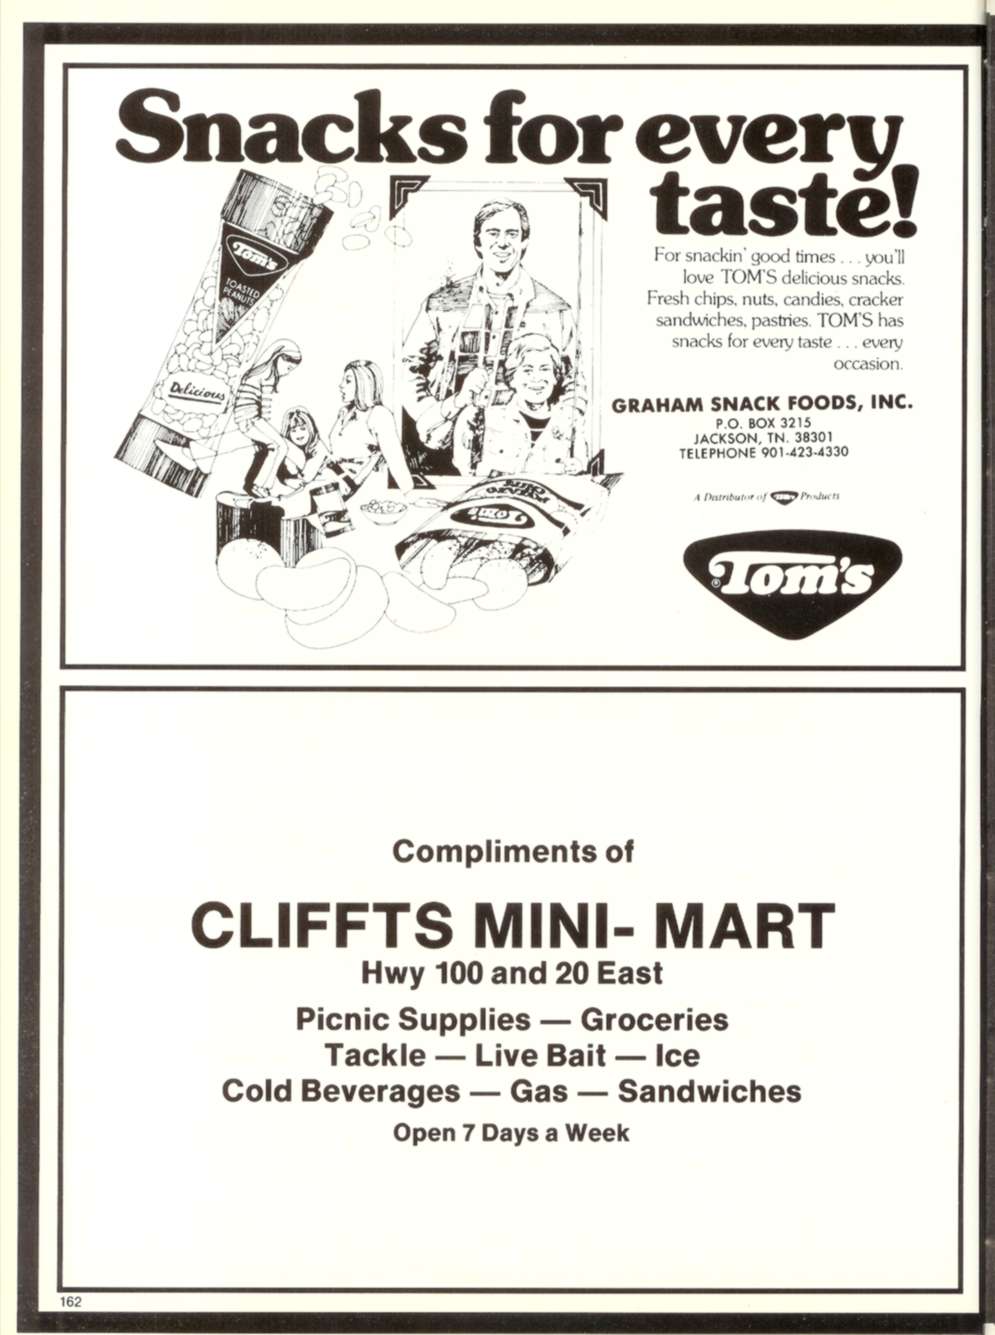 Snacks for every
taste!
For snackin' good times . . . you'll
love TOM'S delicious snacks.
Fresh chips, nuts, candies, cracker
sandwiches, pastries. TOM'S has
snacks for every taste . . . every
occasion.
GRAHAM SNACK FOODS, INC.
P.O. BOX 3215
JACKSON, TN. 38301
TELEPHONE 901-423-4330
A Distributor of Tom's Products
Tom's
Tom's
TOASTED
PEANUTS
Delicious
Tom's
Compliments of
CLIFFTS MINI- MART
Hwy 100 and 20 East
Picnic Supplies — Groceries
Tackle — Live Bait — Ice
Cold Beverages — Gas — Sandwiches
Open 7 Days a Week
162